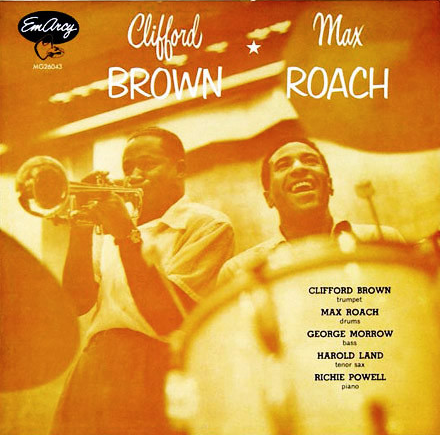 EmArcy
MG26043
Clifford ★ Max
BROWN ROACH
CLIFFORD BROWN
trumpet
MAX ROACH
drums
GEORGE MORROW
bass
HAROLD LAND
tenor sax
RICHIE POWELL
piano